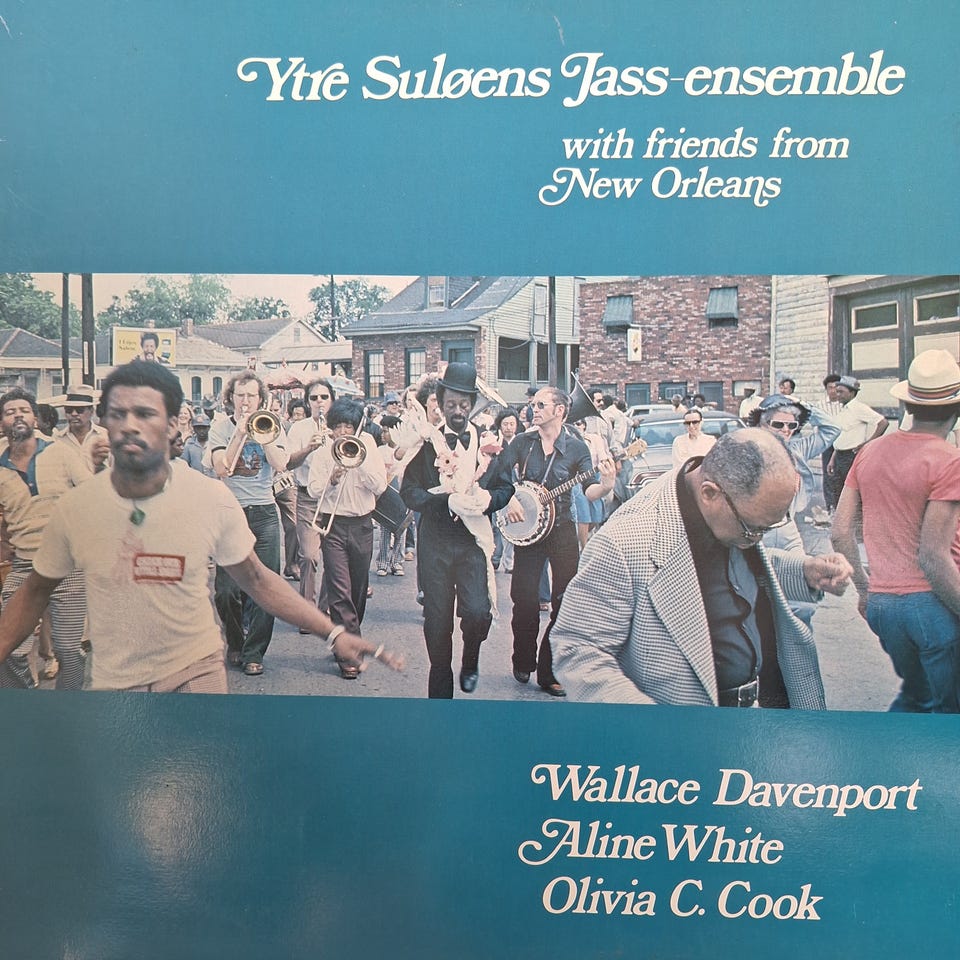 Ytre Suløens Jass-ensemble
with friends from
New Orleans
Wallace Davenport
Aline White
Olivia C. Cook